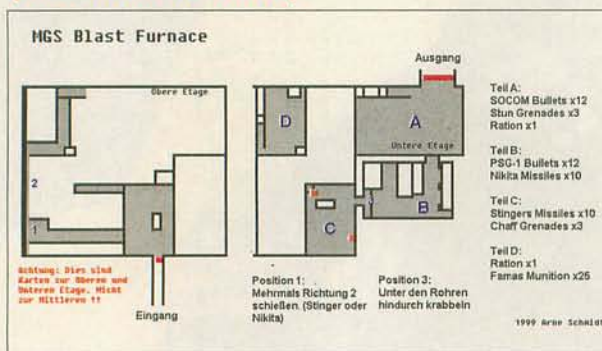 MGS Blast Furnace
Ausgang
Obere Etage
D
A
Untere Etage
2
1
C
3
B
Teil A:
SOCOM Bullets x12
Stun Grenades x3
Ration x1
Teil B:
PSG-1 Bullets x12
Nikita Missiles x10
Teil C:
Stingers Missiles x10
Chaff Grenades x3
Teil D:
Ration x1
Famas Munition x25
Achtung: Dies sind
Karten zur Oberen und
Unteren Etage, Nicht
zur Mittleren !!
Eingang
Position 1:
Mehrmals Richtung 2
schießen. (Stinger oder
Nikita)
Position 3:
Unter den Rohren
hindurch krabbeln
1999 Arne Schmidt